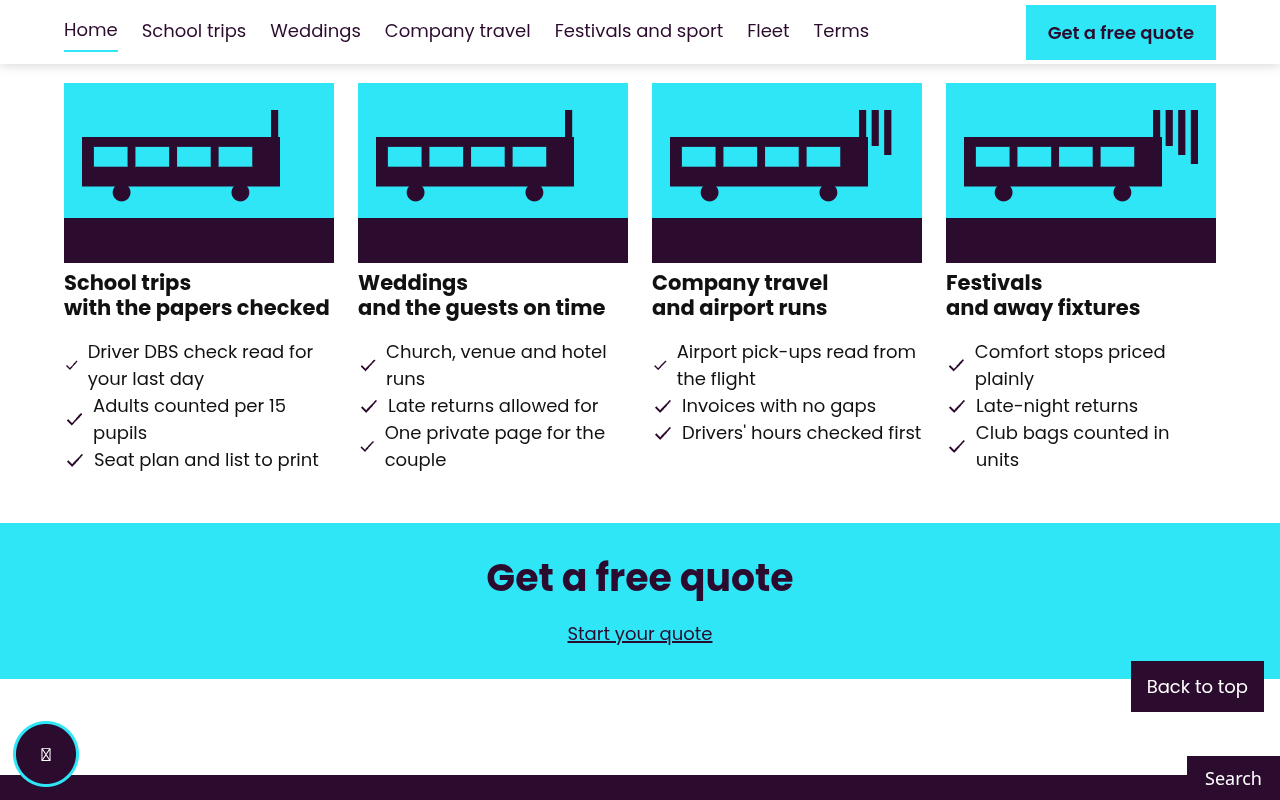 Home School trips Weddings Company travel Festivals and sport Fleet Terms Get a free quote
School trips
with the papers checked
Driver DBS check read for
your last day
Adults counted per 15
pupils
Seat plan and list to print
Weddings
and the guests on time
Church, venue and hotel
runs
Late returns allowed for
One private page for the
couple
Company travel
and airport runs
Airport pick-ups read from
the flight
Invoices with no gaps
Drivers' hours checked first
Festivals
and away fixtures
Comfort stops priced
plainly
Late-night returns
Club bags counted in
units
Get a free quote
Start your quote
Back to top
Search